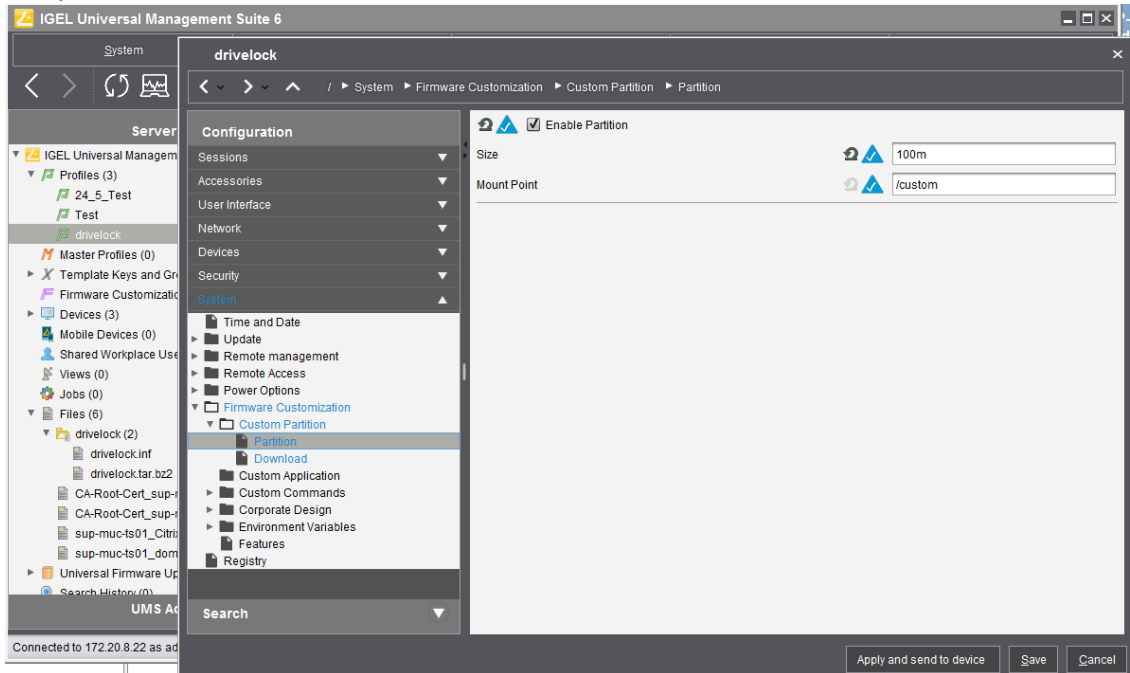 IGEL Universal Management Suite 6
System
drivelock
/ System Firmware Customization Custom Partition Partition
Server
IGEL Universal Managem
Profiles (3)
24_5_Test
Test
drivelock
Master Profiles (0)
Template Keys and Gr
Firmware Customizatio
Devices (3)
Mobile Devices (0)
Shared Workplace Use
Views (0)
Jobs (0)
Files (6)
drivelock (2)
drivelock.inf
drivelock.tar.bz2
CA-Root-Cert_sup-
CA-Root-Cert_sup-
sup-muc-ts01_Citri
sup-muc-ts01_dom
Universal Firmware Up
Search History (0)
UMS Ad
Connected to 172.20.8.22 as ad
Configuration
Sessions
Accessories
User Interface
Network
Devices
Security
System
Time and Date
Update
Remote management
Remote Access
Power Options
Firmware Customization
Custom Partition
Partition
Download
Custom Application
Custom Commands
Corporate Design
Environment Variables
Features
Registry
Search
Enable Partition
Size 100m
Mount Point /custom
Apply and send to device Save Cancel